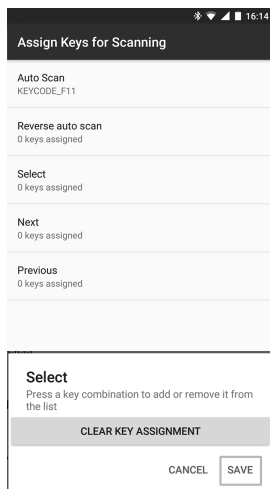 16:14
Assign Keys for Scanning
Auto Scan
KEYCODE_F11
Reverse auto scan
0 keys assigned
Select
0 keys assigned
Next
0 keys assigned
Previous
0 keys assigned
Select
Press a key combination to add or remove it from
the list
CLEAR KEY ASSIGNMENT
CANCEL SAVE